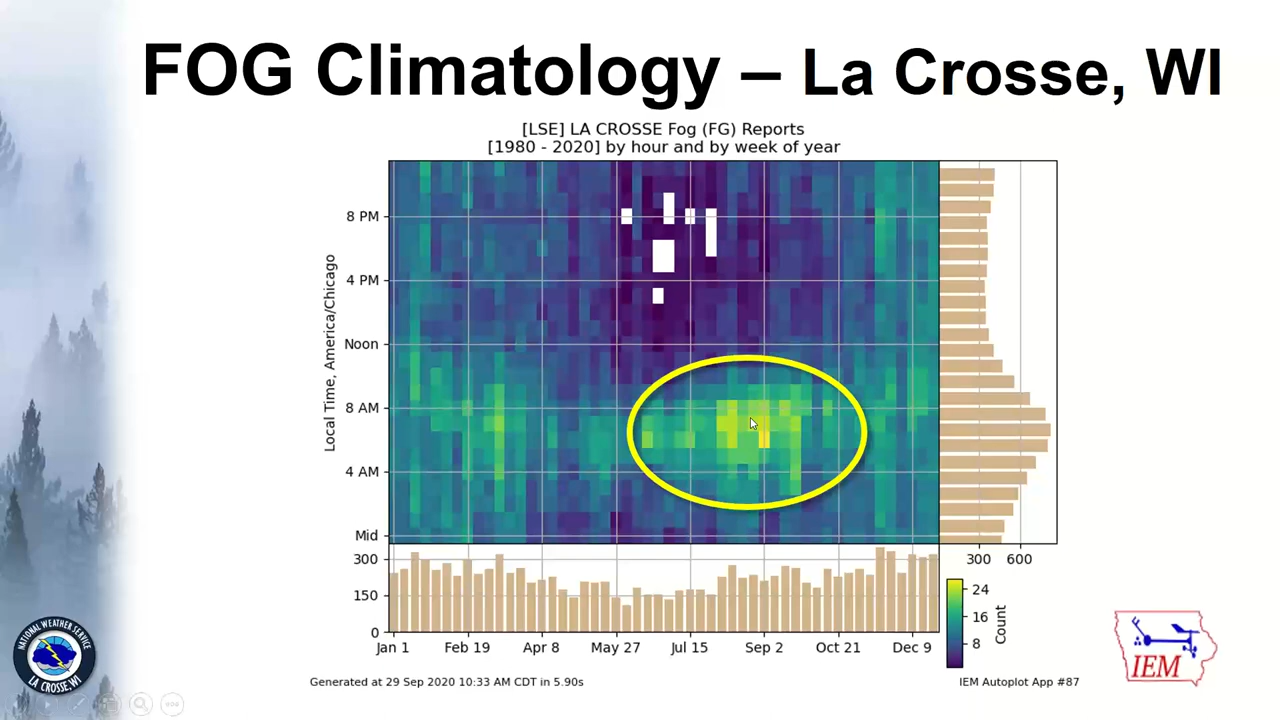 FOG Climatology – La Crosse, WI
[LSE] LA CROSSE Fog (FG) Reports
[1980 - 2020] by hour and by week of year
Local Time, America/Chicago
8 PM
4 PM
Noon
8 AM
4 AM
Mid
300
150
0
Jan 1 Feb 19 Apr 8 May 27 Jul 15 Sep 2 Oct 21 Dec 9
300 600
24
16
8
Count
Generated at 29 Sep 2020 10:33 AM CDT in 5.90s
IEM Autoplot App #87
NATIONAL WEATHER SERVICE
LA CROSSE, WI
IEM